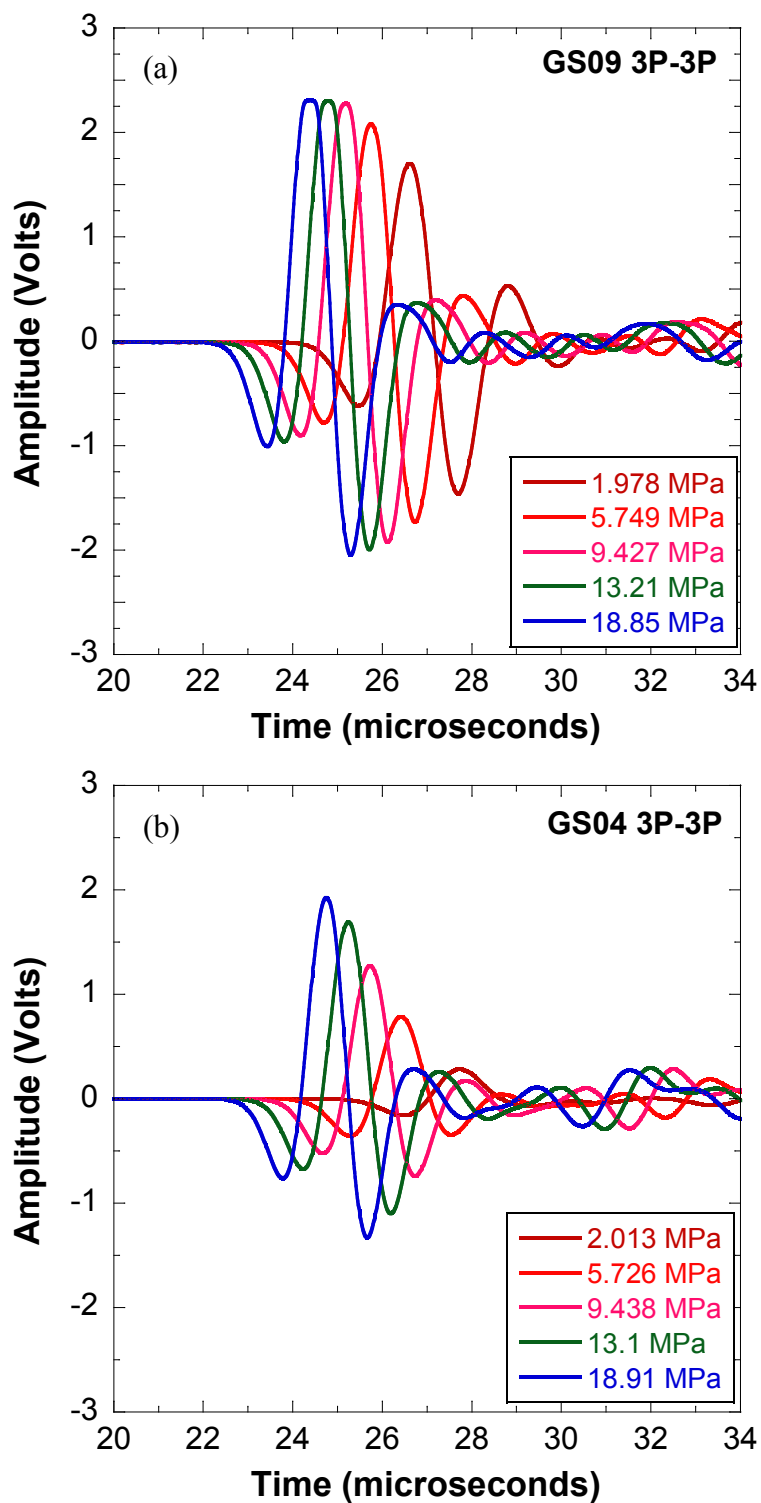 3
(a)
GS09 3P-3P
2
1
0
-1
-2
-3
Amplitude (Volts)
1.978 MPa
5.749 MPa
9.427 MPa
13.21 MPa
18.85 MPa
20 22 24 26 28 30 32 34
Time (microseconds)
3
(b)
GS04 3P-3P
2
1
0
-1
-2
-3
Amplitude (Volts)
2.013 MPa
5.726 MPa
9.438 MPa
13.1 MPa
18.91 MPa
20 22 24 26 28 30 32 34
Time (microseconds)